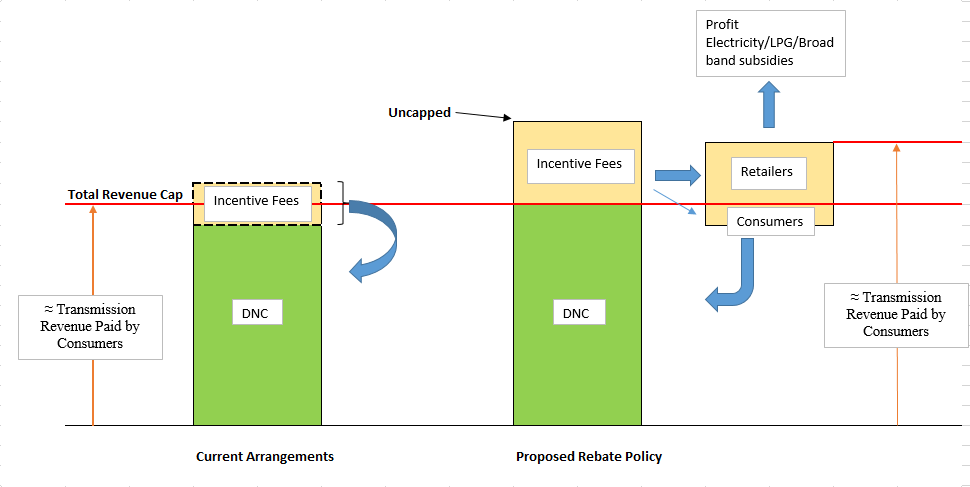 Profit
Electricity/LPG/Broad
band subsidies
Uncapped
Incentive Fees
Retailers
Total Revenue Cap
Incentive Fees
Consumers
≈ Transmission
Revenue Paid by
Consumers
DNC
DNC
≈ Transmission
Revenue Paid by
Consumers
Current Arrangements
Proposed Rebate Policy